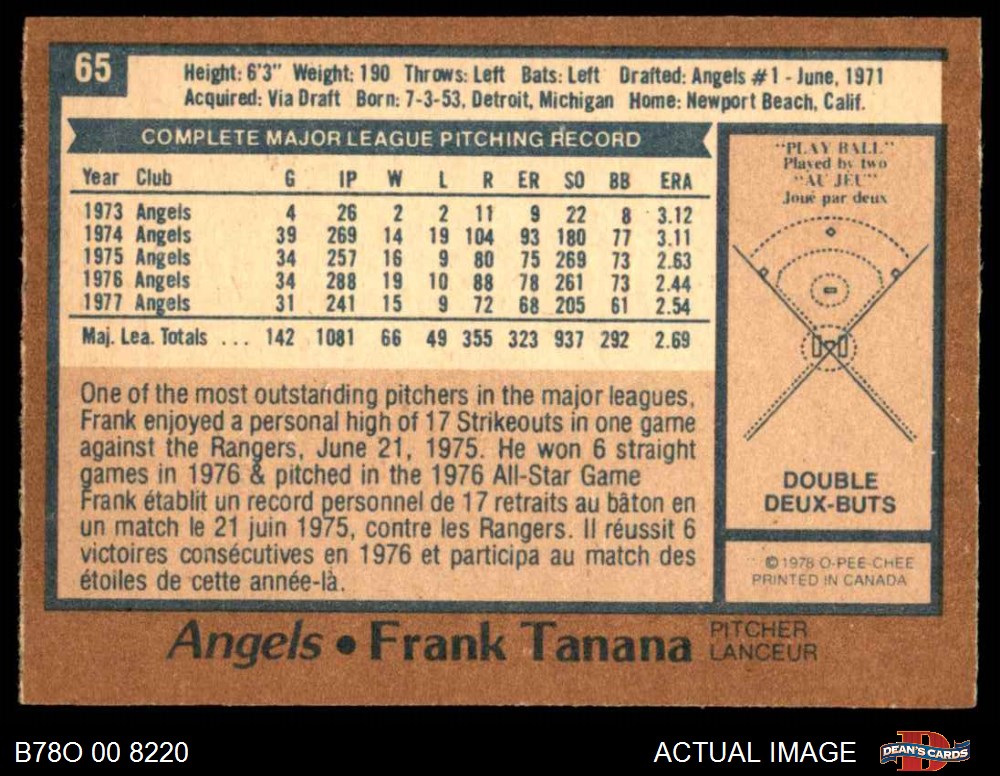 65
Height: 6'3" Weight: 190 Throws: Left Bats: Left Drafted: Angels #1 - June, 1971
Acquired: Via Draft Born: 7-3-53, Detroit, Michigan Home: Newport Beach, Calif.
COMPLETE MAJOR LEAGUE PITCHING RECORD
Year Club G IP W L R ER SO BB ERA
1973 Angels 4 26 2 2 11 9 22 8 3.12
1974 Angels 39 269 14 19 104 93 180 77 3.11
1975 Angels 34 257 16 9 80 75 269 73 2.63
1976 Angels 34 288 19 10 88 78 261 73 2.44
1977 Angels 31 241 15 9 72 68 205 61 2.54
Maj. Lea. Totals ... 142 1081 66 49 355 323 937 292 2.69
One of the most outstanding pitchers in the major leagues,
Frank enjoyed a personal high of 17 Strikeouts in one game
against the Rangers, June 21, 1975. He won 6 straight
games in 1976 & pitched in the 1976 All-Star Game
Frank établit un record personnel de 17 retraits au bâton en
un match le 21 juin 1975, contre les Rangers. Il réussit 6
victoires consécutives en 1976 et participa au match des
étoiles de cette année-là.
"PLAY BALL"
Played by two
"AU JEU"
Joué par deux
DOUBLE
DEUX-BUTS
©1978 O-PEE-CHEE
PRINTED IN CANADA
Angels • Frank Tanana PITCHER
LANCEUR
B78O 00 8220
ACTUAL IMAGE
DEAN'S CARDS